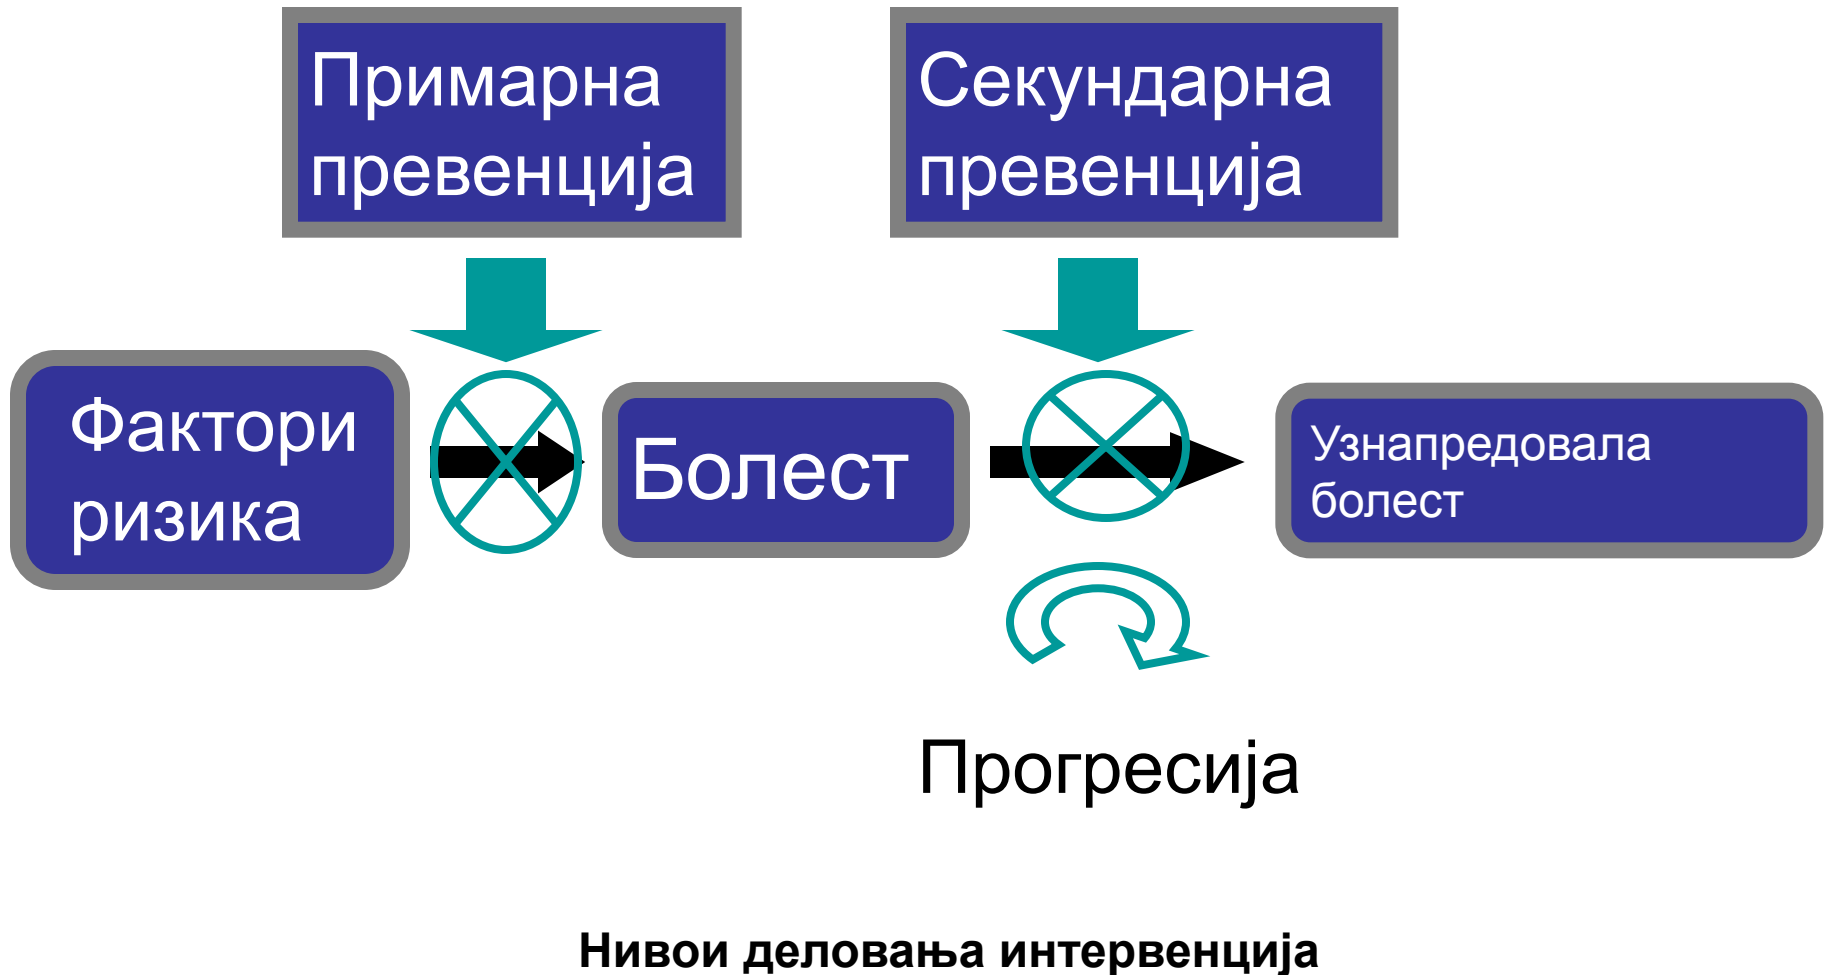 Примарна
превенција
Секундарна
превенција
Фактори
ризика
Болест
Узнапредовала
болест
Прогресија
Нивои деловања интервенција